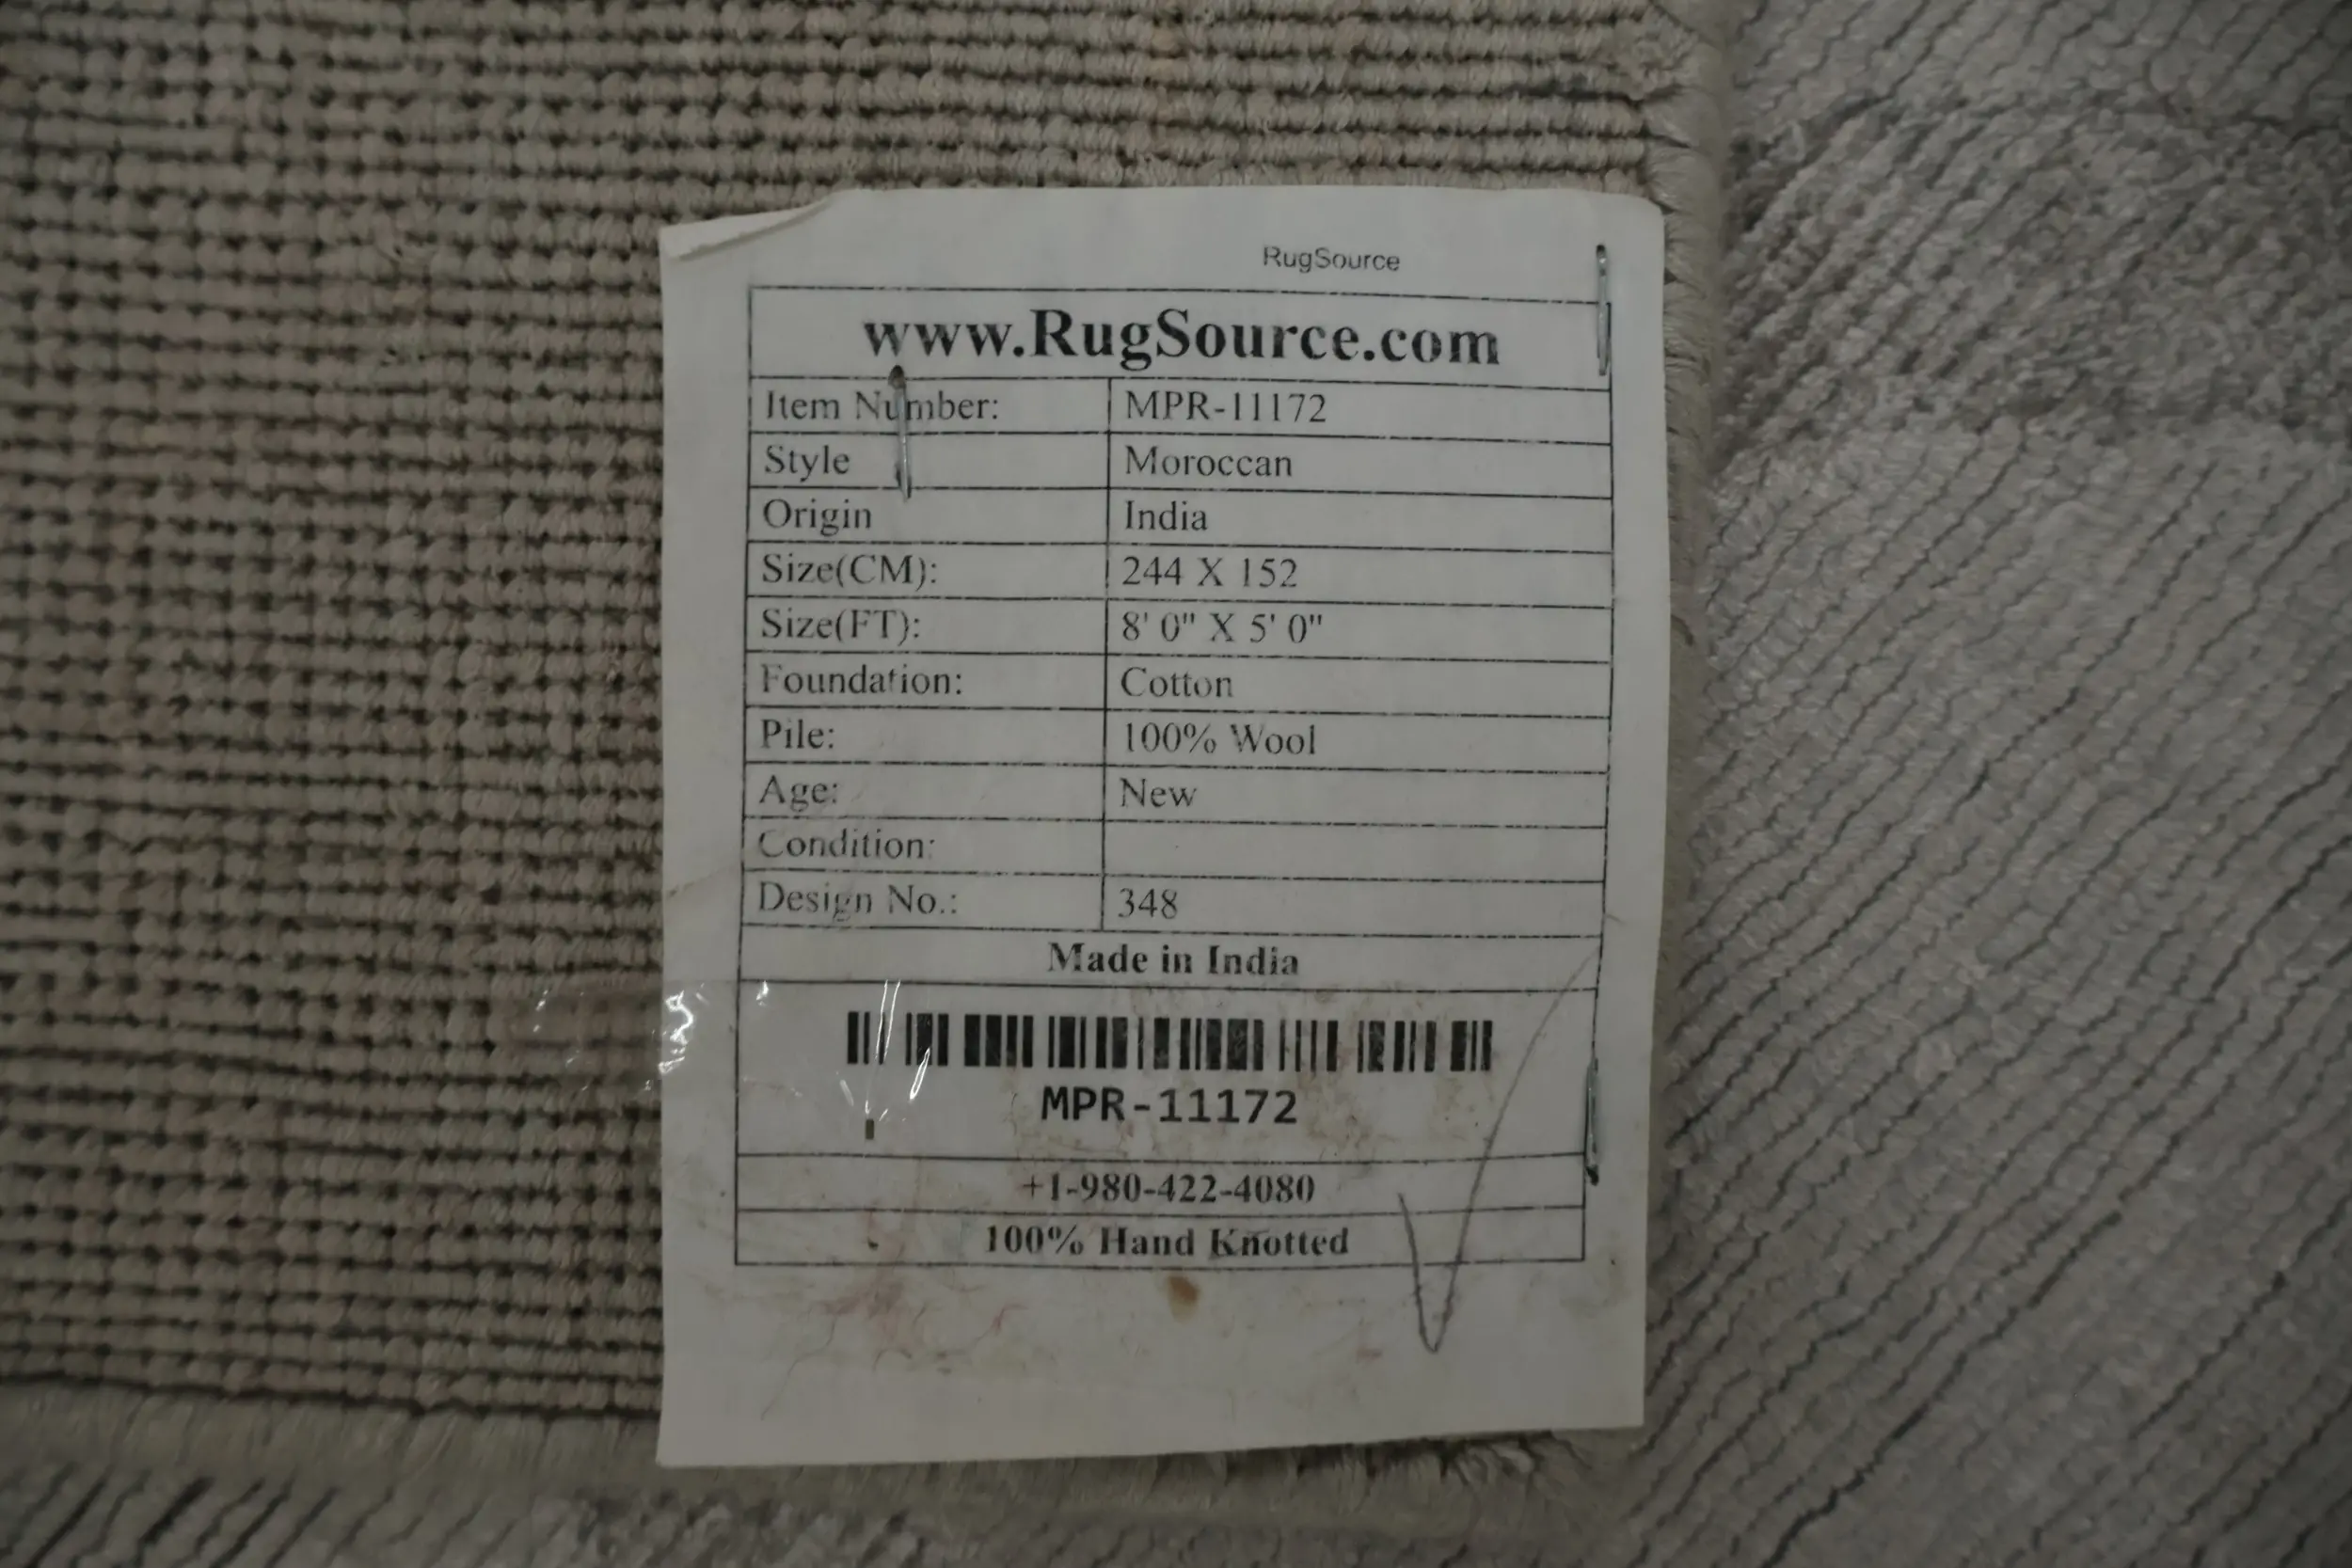 RugSource
www.RugSource.com
Item Number: MPR-11172
Style Moroccan
Origin India
Size(CM): 244 X 152
Size(FT): 8' 0" X 5' 0"
Foundation: Cotton
Pile: 100% Wool
Age: New
Condition:
Design No.: 348
Made in India
MPR-11172
+1-980-422-4080
100% Hand Knotted